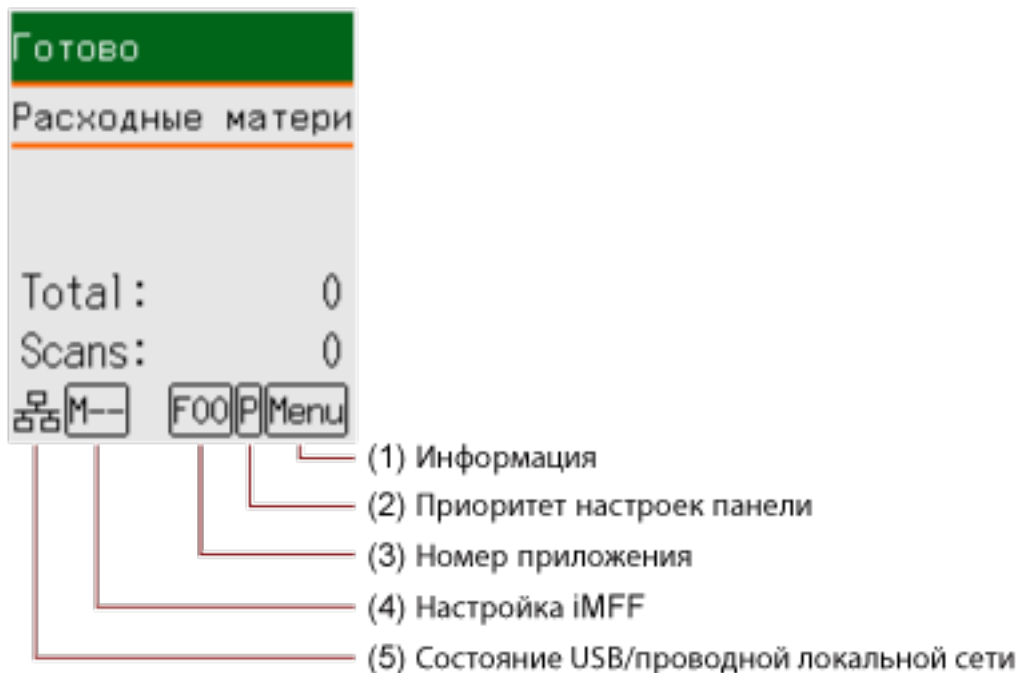 Готово
Расходные матери
Total: 0
Scans: 0
M-- F00 P Menu
(1) Информация
(2) Приоритет настроек панели
(3) Номер приложения
(4) Настройка iMFF
(5) Состояние USB/проводной локальной сети